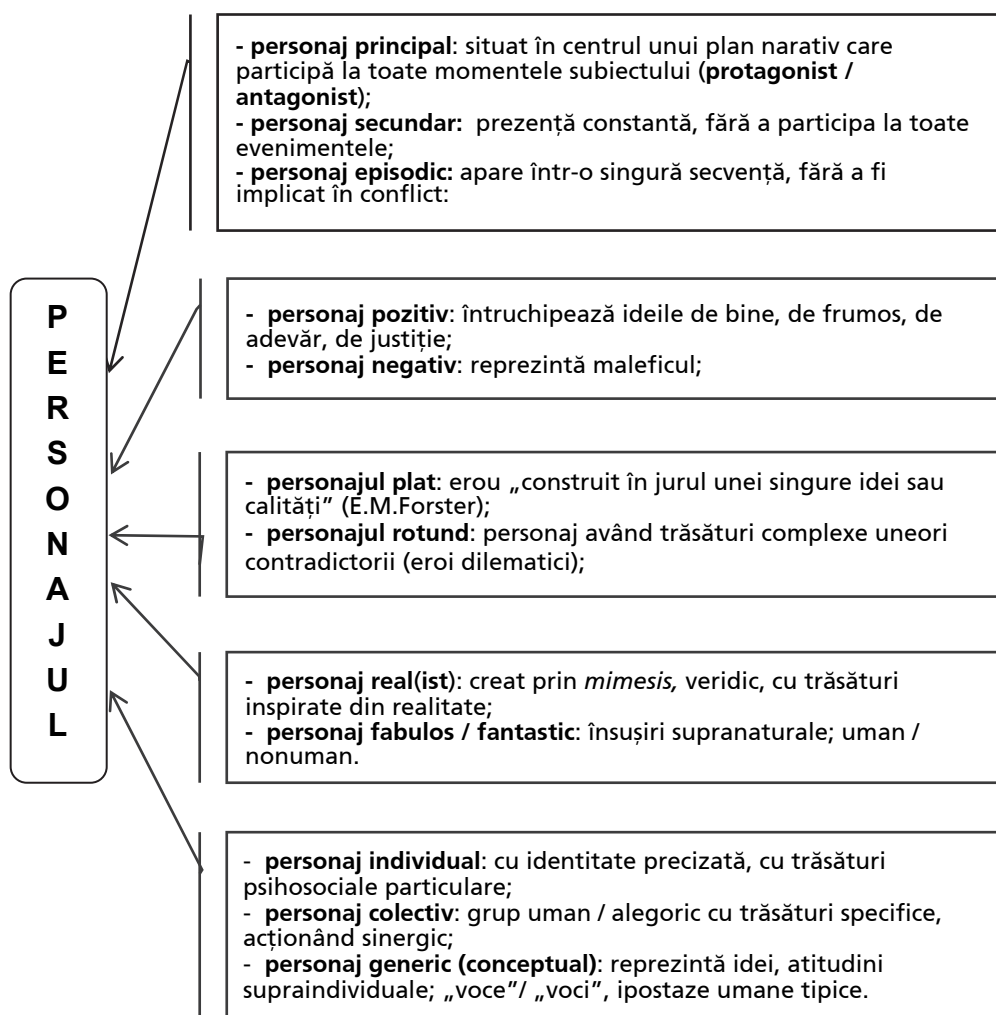 - personaj principal: situat în centrul unui plan narativ care
participă la toate momentele subiectului (protagonist /
antagonist);
- personaj secundar: prezență constantă, fără a participa la toate
evenimentele;
- personaj episodic: apare într-o singură secvență, fără a fi
implicat în conflict:
P
E
R
S
O
N
A
J
U
L
- personaj pozitiv: întruchipează ideile de bine, de frumos, de
adevăr, de justiție;
- personaj negativ: reprezintă maleficul;
- personajul plat: erou „construit în jurul unei singure idei sau
calități” (E.M.Forster);
- personajul rotund: personaj având trăsături complexe uneori
contradictorii (eroi dilematici);
- personaj real(ist): creat prin mimesis, veridic, cu trăsături
inspirate din realitate;
- personaj fabulos / fantastic: însușiri supranaturale; uman /
nonuman.
- personaj individual: cu identitate precizată, cu trăsături
psihosociale particulare;
- personaj colectiv: grup uman / alegoric cu trăsături specifice,
acționând sinergic;
- personaj generic (conceptual): reprezintă idei, atitudini
supraindividuale; „voce”/ „voci”, ipostaze umane tipice.